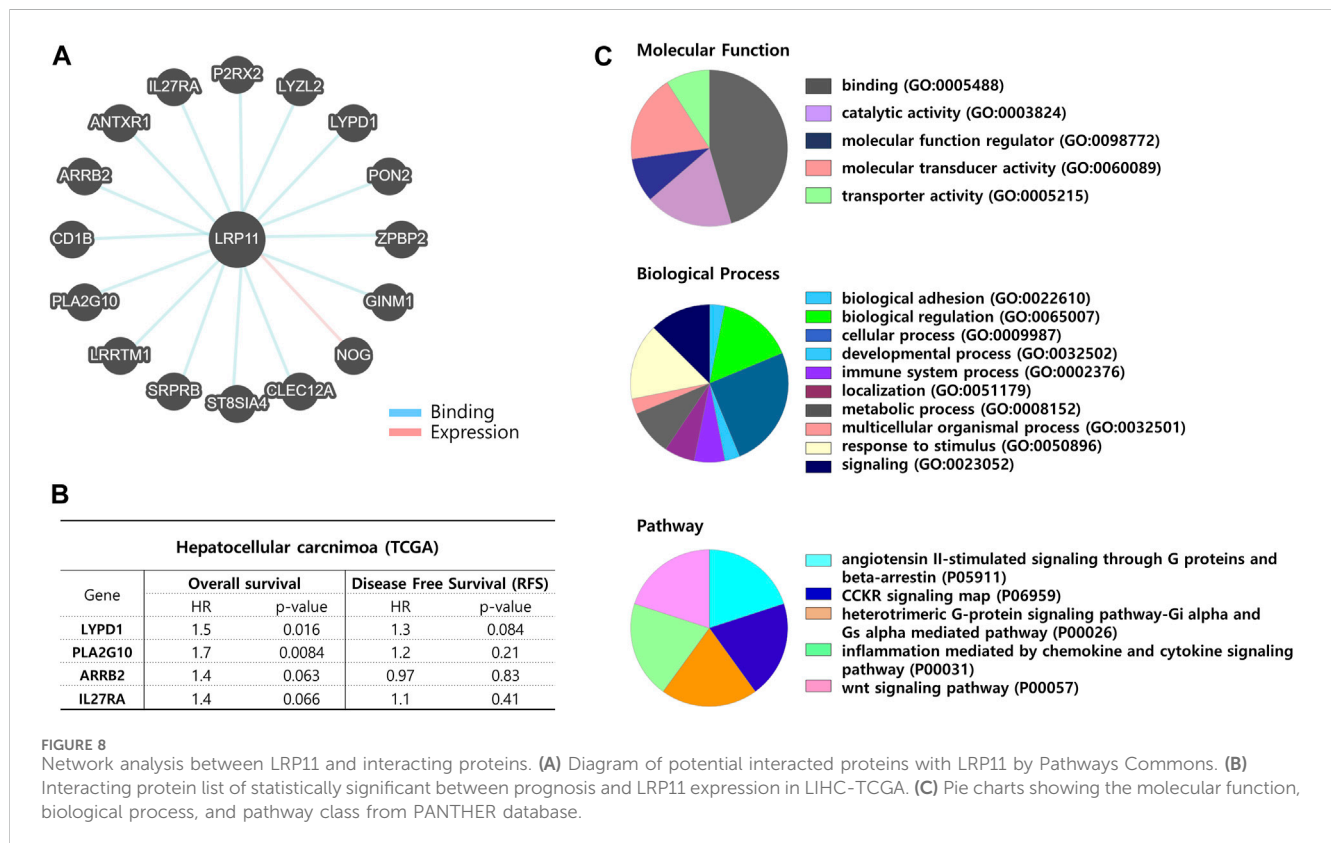 A
P2RX2
IL27RA
LYZL2
ANTXR1
LYPD1
ARRB2
PON2
CD1B
LRP11
ZPBP2
PLA2G10
GINM1
LRRTM1
NOG
SRPRB
ST8SIA4
CLEC12A
Binding
Expression
B
Hepatocellular carcnimoa (TCGA)
Gene Overall survival Disease Free Survival (RFS)
HR p-value HR p-value
LYPD1 1.5 0.016 1.3 0.084
PLA2G10 1.7 0.0084 1.2 0.21
ARRB2 1.4 0.063 0.97 0.83
IL27RA 1.4 0.066 1.1 0.41
C
Molecular Function
binding (GO:0005488)
catalytic activity (GO:0003824)
molecular function regulator (GO:0098772)
molecular transducer activity (GO:0060089)
transporter activity (GO:0005215)
Biological Process
biological adhesion (GO:0022610)
biological regulation (GO:0065007)
cellular process (GO:0009987)
developmental process (GO:0032502)
immune system process (GO:0002376)
localization (GO:0051179)
metabolic process (GO:0008152)
multicellular organismal process (GO:0032501)
response to stimulus (GO:0050896)
signaling (GO:0023052)
Pathway
angiotensin II-stimulated signaling through G proteins and
beta-arrestin (P05911)
CCKR signaling map (P06959)
heterotrimeric G-protein signaling pathway-Gi alpha and
Gs alpha mediated pathway (P00026)
inflammation mediated by chemokine and cytokine signaling
pathway (P00031)
wnt signaling pathway (P00057)
FIGURE 8
Network analysis between LRP11 and interacting proteins. (A) Diagram of potential interacted proteins with LRP11 by Pathways Commons. (B)
Interacting protein list of statistically significant between prognosis and LRP11 expression in LIHC-TCGA. (C) Pie charts showing the molecular function,
biological process, and pathway class from PANTHER database.